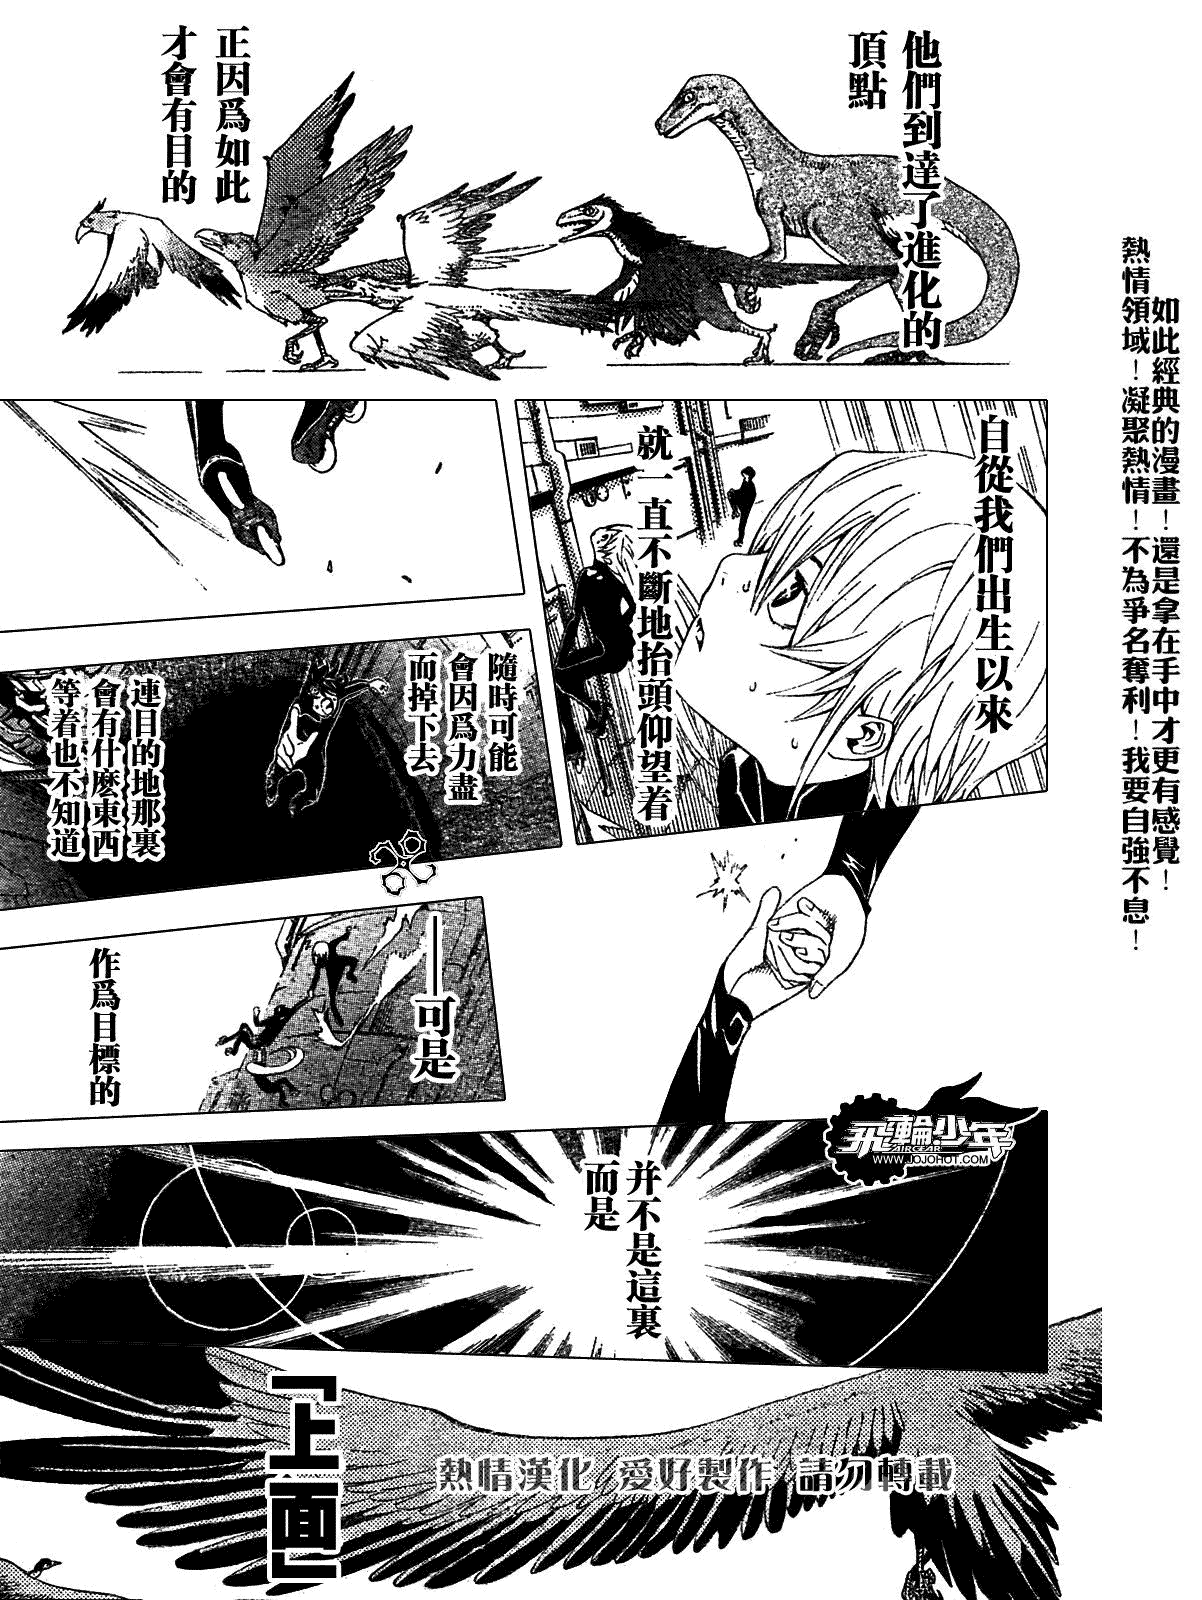 他們到達了進化的
頂點
正因爲如此
才會有目的
自從我們出生以來
就一直不斷地抬頭仰望着
隨時可能
會因爲力盡
而掉下去
連目的地那裏
會有什麽東西
等着也不知道
——可是
作爲目標的
并不是這裏
而是
「上面」
如此經典的漫畫！還是拿在手中才更有感覺！
熱情領域！凝聚熱情！不為爭名奪利！我要自強不息！
飛輪少年
AIR GEAR
WWW.JOJOHOT.COM
熱情漢化 愛好製作 請勿轉載